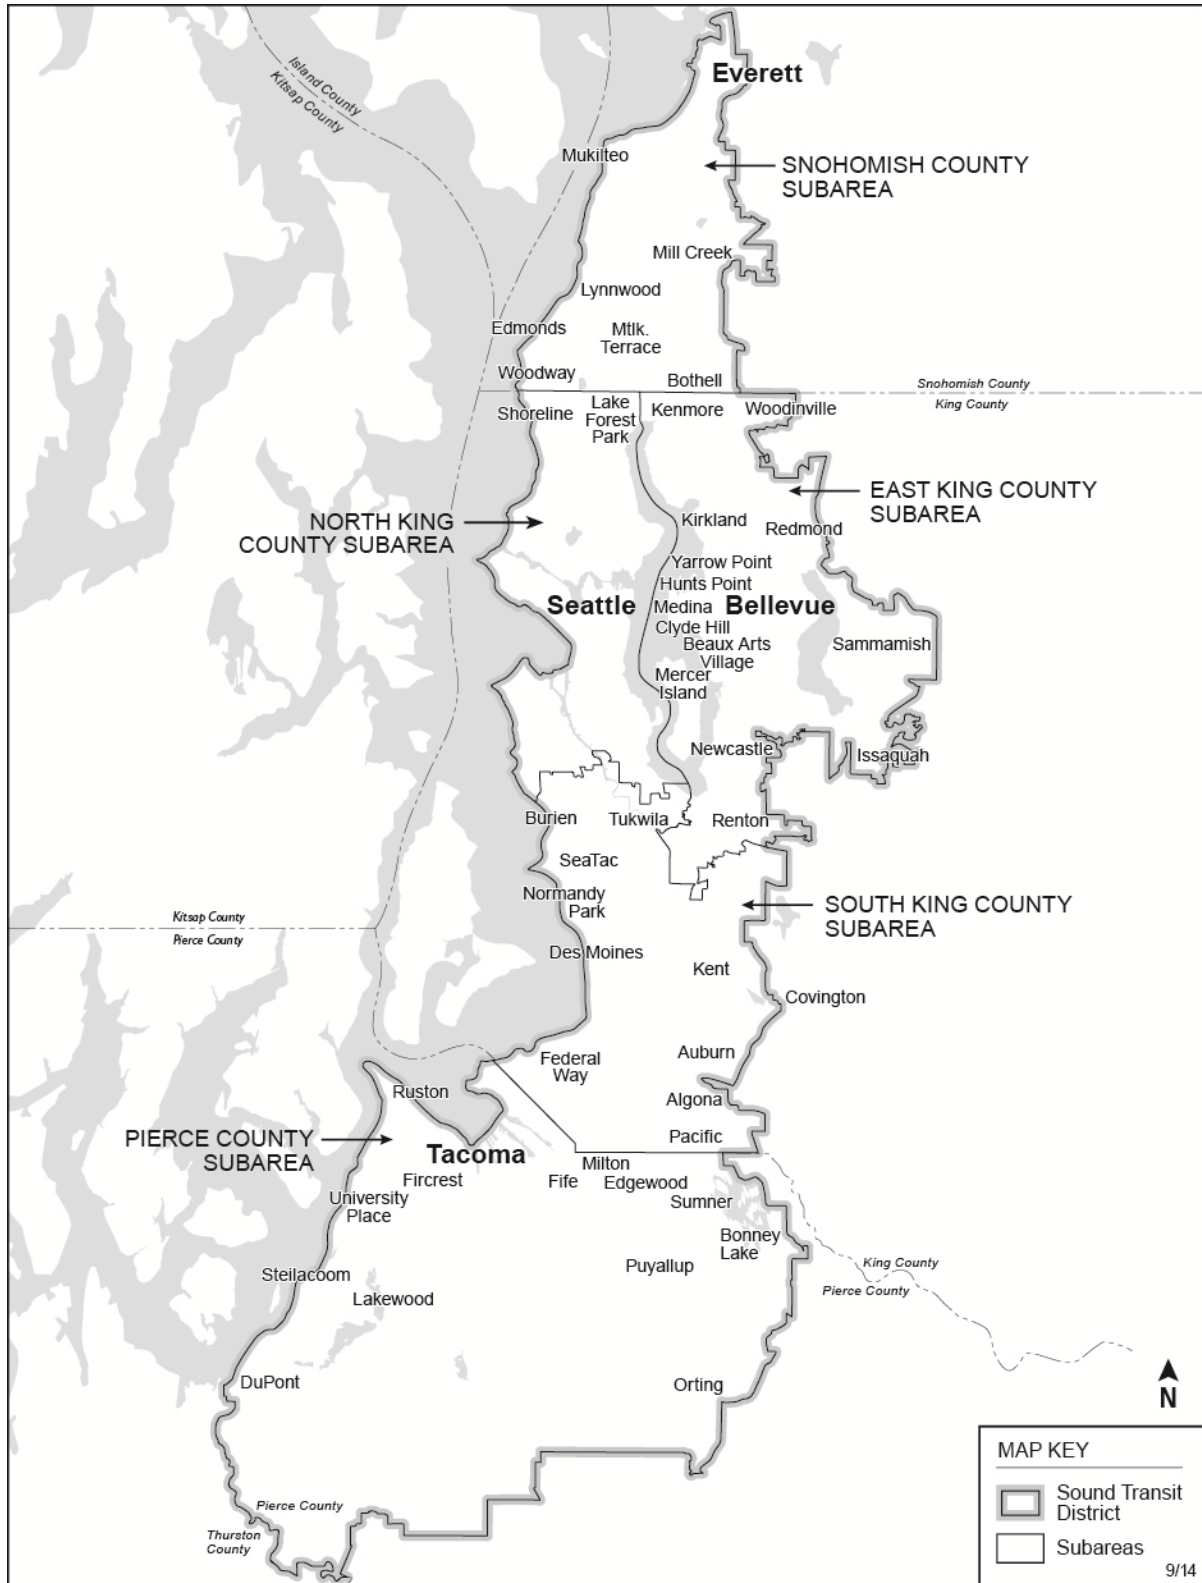 Everett
Island County
Kitsap County
Mukilteo
SNOHOMISH COUNTY
SUBAREA
Mill Creek
Lynnwood
Edmonds
Mtlk.
Terrace
Woodway
Bothell
Snohomish County
King County
Shoreline
Lake
Forest
Park
Kenmore
Woodinville
EAST KING COUNTY
SUBAREA
NORTH KING
COUNTY SUBAREA
Kirkland
Redmond
Yarrow Point
Hunts Point
Seattle
Medina
Bellevue
Clyde Hill
Beaux Arts
Village
Sammamish
Mercer
Island
Newcastle
Issaquah
Burien
Tukwila
Renton
SeaTac
Normandy
Park
SOUTH KING COUNTY
SUBAREA
Kitsap County
Pierce County
Des Moines
Kent
Covington
Federal
Way
Auburn
Ruston
Algona
Pacific
PIERCE COUNTY
SUBAREA
Tacoma
Milton
Fircrest
Fife
Edgewood
University
Place
Sumner
Bonney
Lake
Puyallup
King County
Pierce County
Steilacoom
Lakewood
DuPont
Orting
N
Pierce County
Thurston
County
MAP KEY
Sound Transit
District
Subareas
9/14